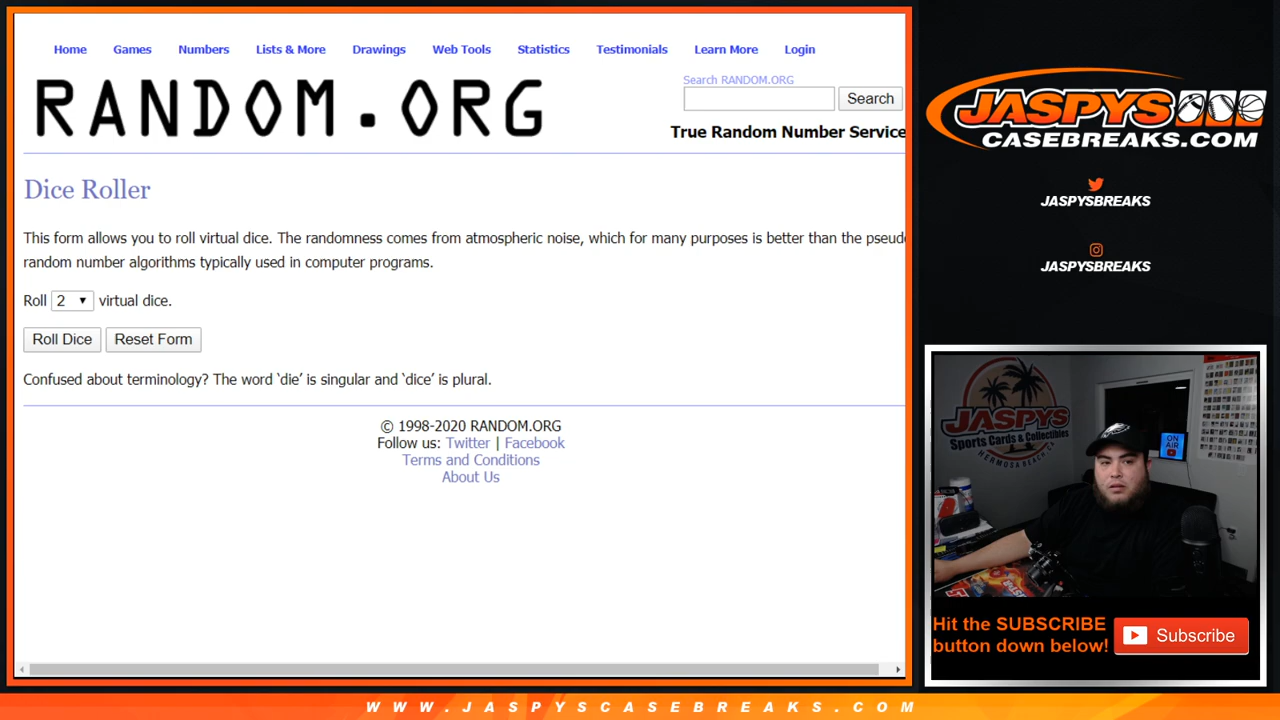 Home Games Numbers Lists & More Drawings Web Tools Statistics Testimonials Learn More Login
RANDOM.ORG
Search RANDOM.ORG
Search
True Random Number Service
Dice Roller
This form allows you to roll virtual dice. The randomness comes from atmospheric noise, which for many purposes is better than the pseudo
random number algorithms typically used in computer programs.
Roll 2 virtual dice.
Roll Dice Reset Form
Confused about terminology? The word ‘die’ is singular and ‘dice’ is plural.
© 1998-2020 RANDOM.ORG
Follow us: Twitter | Facebook
Terms and Conditions
About Us
JASPYS
CASEBREAKS.COM
JASPYSBREAKS
JASPYSBREAKS
JASPYS
Sports Cards & Collectibles
HERMOSA BEACH, CA
ON
AIR
Hit the SUBSCRIBE
button down below!
Subscribe
WWW.JASPYSCASEBREAKS.COM